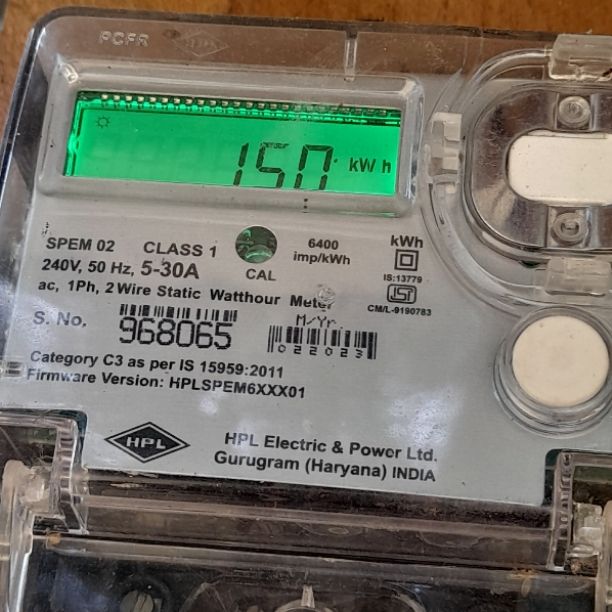 PCFR HPL
150 kWh
SPEM 02 CLASS 1 CAL 6400 imp/kWh kWh
240V, 50 Hz, 5-30A IS:13779
ac, 1Ph, 2 Wire Static Watthour Meter CM/L-9190783
S. No. 968065 M/Yr 022023
Category C3 as per IS 15959:2011
Firmware Version: HPLSPEM6XXX01
HPL HPL Electric & Power Ltd.
Gurugram (Haryana) INDIA